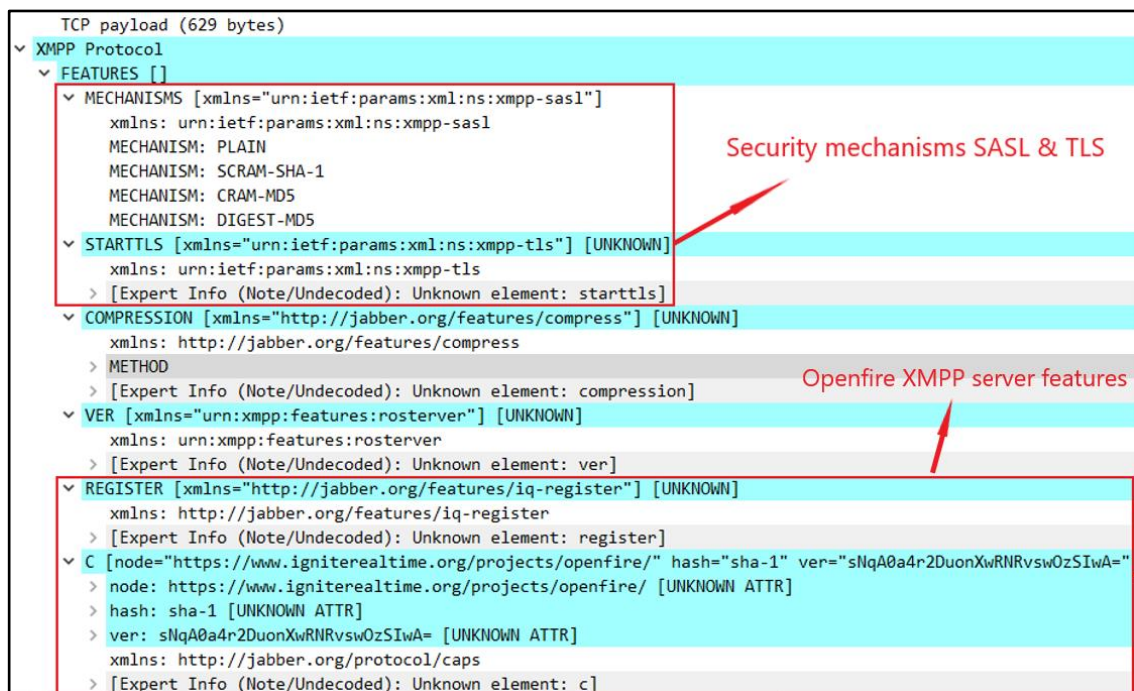 TCP payload (629 bytes)
XMPP Protocol
FEATURES []
MECHANISMS [xmlns="urn:ietf:params:xml:ns:xmpp-sasl"]
xmlns: urn:ietf:params:xml:ns:xmpp-sasl
MECHANISM: PLAIN
Security mechanisms SASL & TLS
MECHANISM: SCRAM-SHA-1
MECHANISM: CRAM-MD5
MECHANISM: DIGEST-MD5
STARTTLS [xmlns="urn:ietf:params:xml:ns:xmpp-tls"] [UNKNOWN]
xmlns: urn:ietf:params:xml:ns:xmpp-tls
[Expert Info (Note/Undecoded): Unknown element: starttls]
COMPRESSION [xmlns="http://jabber.org/features/compress"] [UNKNOWN]
xmlns: http://jabber.org/features/compress
METHOD
Openfire XMPP server features
[Expert Info (Note/Undecoded): Unknown element: compression]
VER [xmlns="urn:xmpp:features:rosterver"] [UNKNOWN]
xmlns: urn:xmpp:features:rosterver
[Expert Info (Note/Undecoded): Unknown element: ver]
REGISTER [xmlns="http://jabber.org/features/iq-register"] [UNKNOWN]
xmlns: http://jabber.org/features/iq-register
[Expert Info (Note/Undecoded): Unknown element: register]
C [node="https://www.igniterealtime.org/projects/openfire/" hash="sha-1" ver="sNqA0a4r2DuonXwRNRvswOzSIwA="
node: https://www.igniterealtime.org/projects/openfire/ [UNKNOWN ATTR]
hash: sha-1 [UNKNOWN ATTR]
ver: sNqA0a4r2DuonXwRNRvswOzSIwA= [UNKNOWN ATTR]
xmlns: http://jabber.org/protocol/caps
[Expert Info (Note/Undecoded): Unknown element: c]